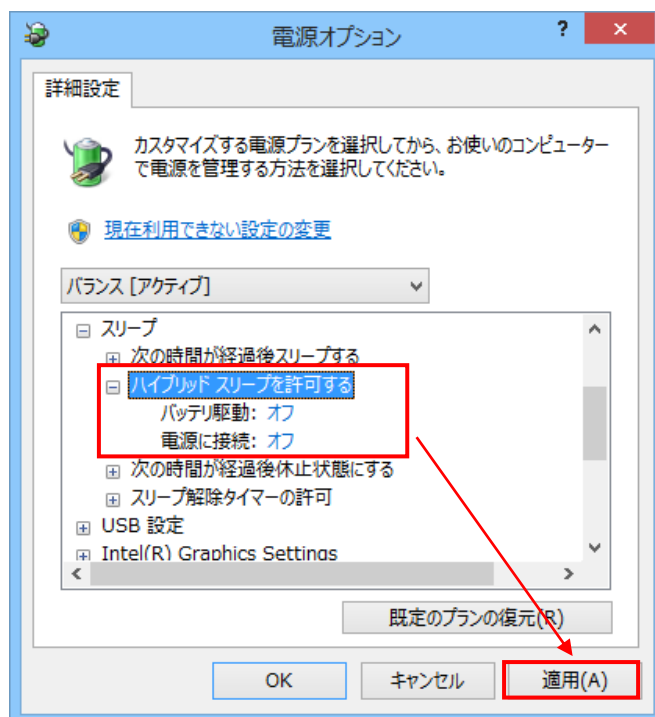 電源オプション
?
×
詳細設定
カスタマイズする電源プランを選択してから、お使いのコンピューター
で電源を管理する方法を選択してください。
現在利用できない設定の変更
バランス [アクティブ]
スリープ
次の時間が経過後スリープする
ハイブリッド スリープを許可する
バッテリ駆動: オフ
電源に接続: オフ
次の時間が経過後休止状態にする
スリープ解除タイマーの許可
USB 設定
Intel(R) Graphics Settings
既定のプランの復元(R)
OK
キャンセル
適用(A)